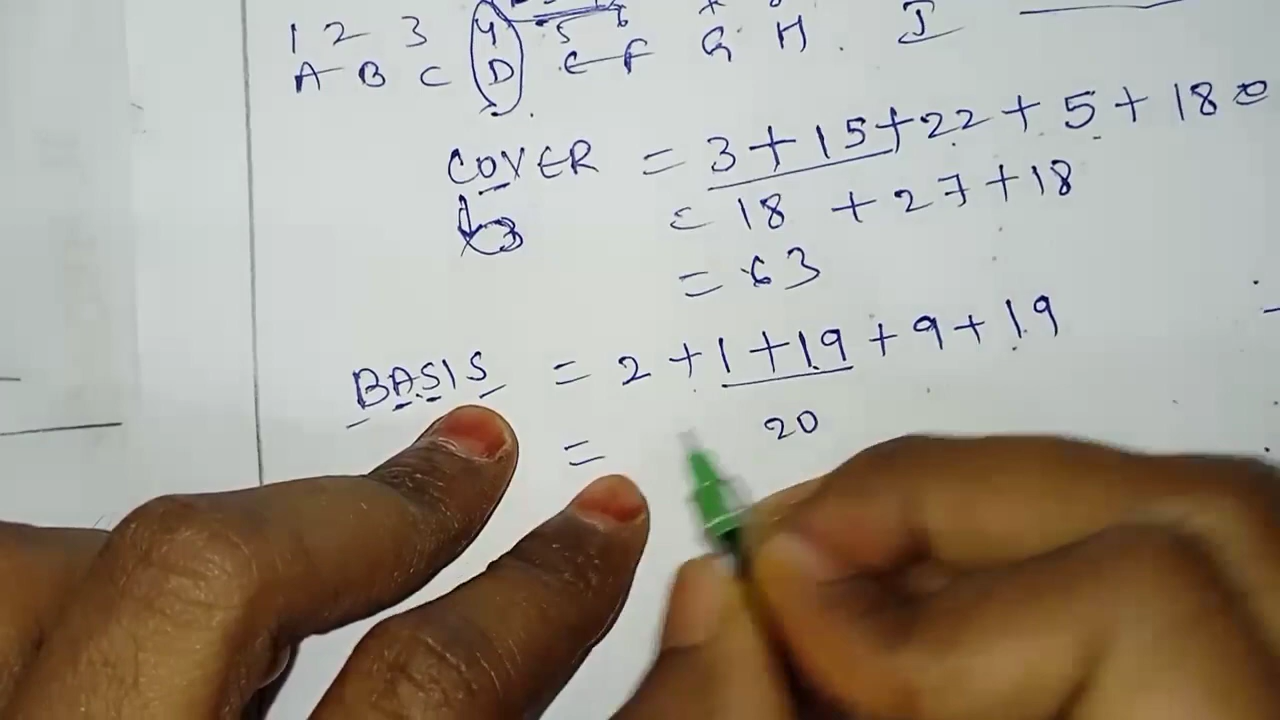 1 2 3 4 5 6
A B C D E F G H . I
COVER = 3 + 15 + 22 + 5 + 18
= 18 + 27 + 18
= 63
BASIS = 2 + 1 + 19 + 9 + 19
= 20